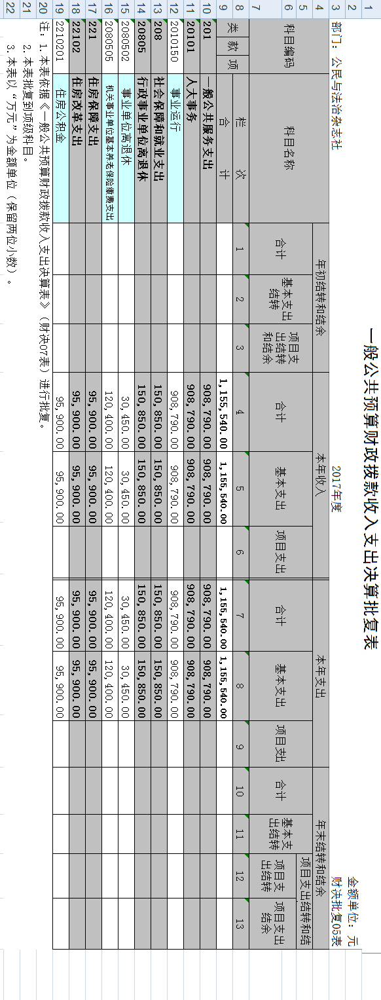 1
一般公共预算财政拨款收入支出决算批复表
2 金额单位：元
3 部门：公民与法治杂志社 2017年度 财决批复05表
4 年初结转和结余 本年收入 本年支出 年末结转和结余
5 项目支出结转和结
6 科目编码 科目名称 合计 基本支出结转 项目支出结转和结余 合计 基本支出 项目支出 合计 基本支出 项目支出 合计 基本支出结转 项目支出结转 项目支出结余
7
8 类 款 项 栏 次 1 2 3 4 5 6 7 8 9 10 11 12 13
9 合 计 1,155,540.00 1,155,540.00 1,155,540.00 1,155,540.00
10 201 一般公共服务支出 908,790.00 908,790.00 908,790.00 908,790.00
11 20101 人大事务 908,790.00 908,790.00 908,790.00 908,790.00
12 2010150 事业运行 908,790.00 908,790.00 908,790.00 908,790.00
13 208 社会保障和就业支出 150,850.00 150,850.00 150,850.00 150,850.00
14 20805 行政事业单位离退休 150,850.00 150,850.00 150,850.00 150,850.00
15 2080502 事业单位离退休 30,450.00 30,450.00 30,450.00 30,450.00
16 2080505 机关事业单位基本养老保险缴费支出 120,400.00 120,400.00 120,400.00 120,400.00
17 221 住房保障支出 95,900.00 95,900.00 95,900.00 95,900.00
18 22102 住房改革支出 95,900.00 95,900.00 95,900.00 95,900.00
19 2210201 住房公积金 95,900.00 95,900.00 95,900.00 95,900.00
20 注：1. 本表依据《一般公共预算财政拨款收入支出决算表》（财决07表）进行批复。
21 2. 本表批复到项级科目。
22 3. 本表以“万元”为金额单位（保留两位小数）。